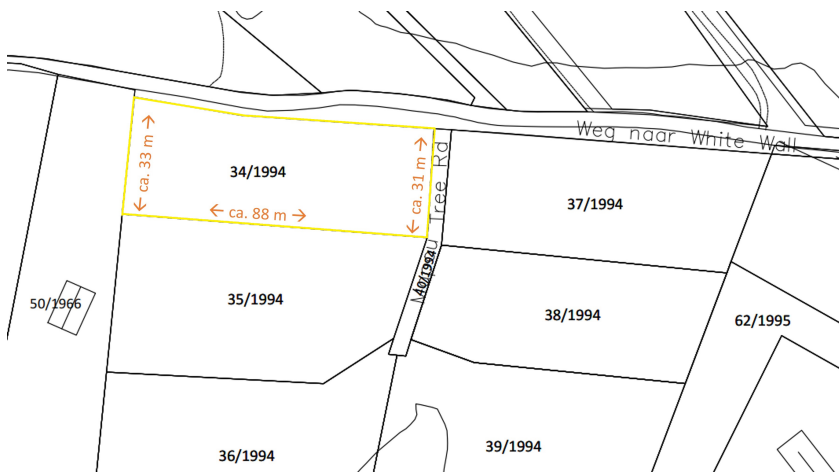 Weg naar White Wall
ca. 33 m
34/1994
ca. 31 m
Tree Rd
37/1994
ca. 88 m
40/1994
50/1966
35/1994
38/1994
62/1995
36/1994
39/1994